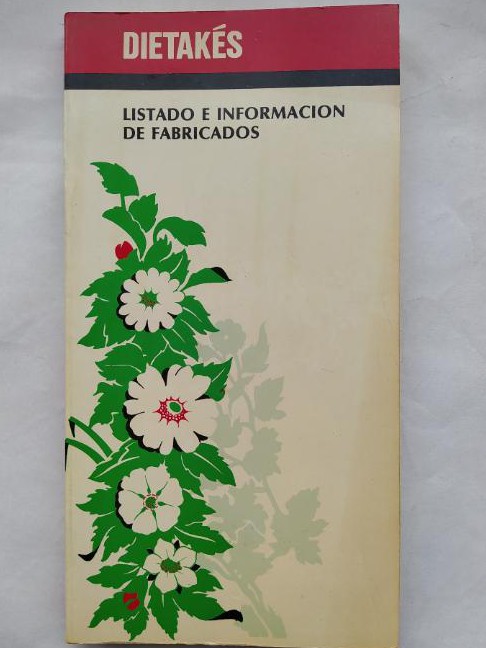 DIETAKÉS
LISTADO E INFORMACION
DE FABRICADOS